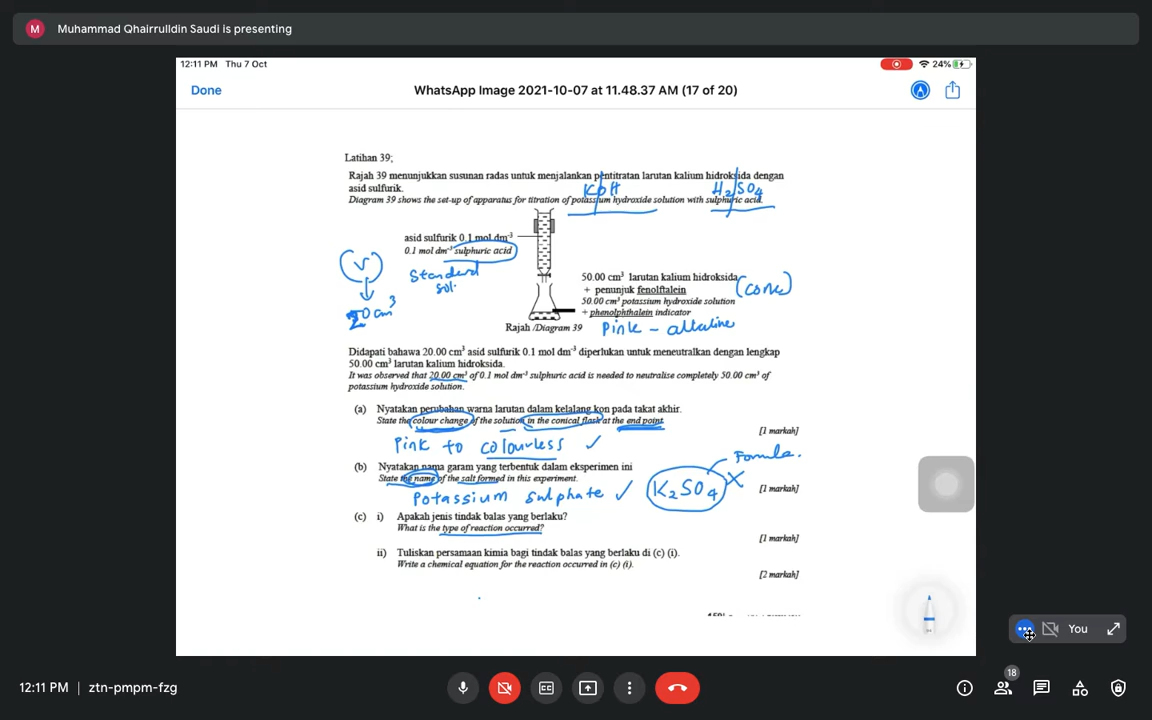 M Muhammad Qhairrulldin Saudi is presenting
12:11 PM Thu 7 Oct
24%
Done
WhatsApp Image 2021-10-07 at 11.48.37 AM (17 of 20)
Latihan 39;
Rajah 39 menunjukkan susunan radas untuk menjalankan pentitratan larutan kalium hidroksida dengan
asid sulfurik.
KOH H₂SO₄
Diagram 39 shows the set-up of apparatus for titration of potassium hydroxide solution with sulphuric acid.
asid sulfurik 0.1 mol dm⁻³
0.1 mol dm⁻³ sulphuric acid
Standard
sol.
V
20 cm³
50.00 cm³ larutan kalium hidroksida
+ penunjuk fenolftalein
(conc)
50.00 cm³ potassium hydroxide solution
+ phenolphthalein indicator
Rajah /Diagram 39
Pink - alkaline
Didapati bahawa 20.00 cm³ asid sulfurik 0.1 mol dm⁻³ diperlukan untuk meneutralkan dengan lengkap
50.00 cm³ larutan kalium hidroksida.
It was observed that 20.00 cm³ of 0.1 mol dm⁻³ sulphuric acid is needed to neutralise completely 50.00 cm³ of
potassium hydroxide solution.
(a) Nyatakan perubahan warna larutan dalam kelalang kon pada takat akhir.
State the colour change of the solution in the conical flask at the end point.
[1 markah]
Pink to colourless ✓
(b) Nyatakan nama garam yang terbentuk dalam eksperimen ini
State the name of the salt formed in this experiment.
[1 markah]
Potassium sulphate ✓
K₂SO₄ X
Formula.
(c) i) Apakah jenis tindak balas yang berlaku?
What is the type of reaction occurred?
[1 markah]
ii) Tuliskan persamaan kimia bagi tindak balas yang berlaku di (c) (i).
Write a chemical equation for the reaction occurred in (c) (i).
[2 markah]
You
12:11 PM | ztn-pmpm-fzg
18